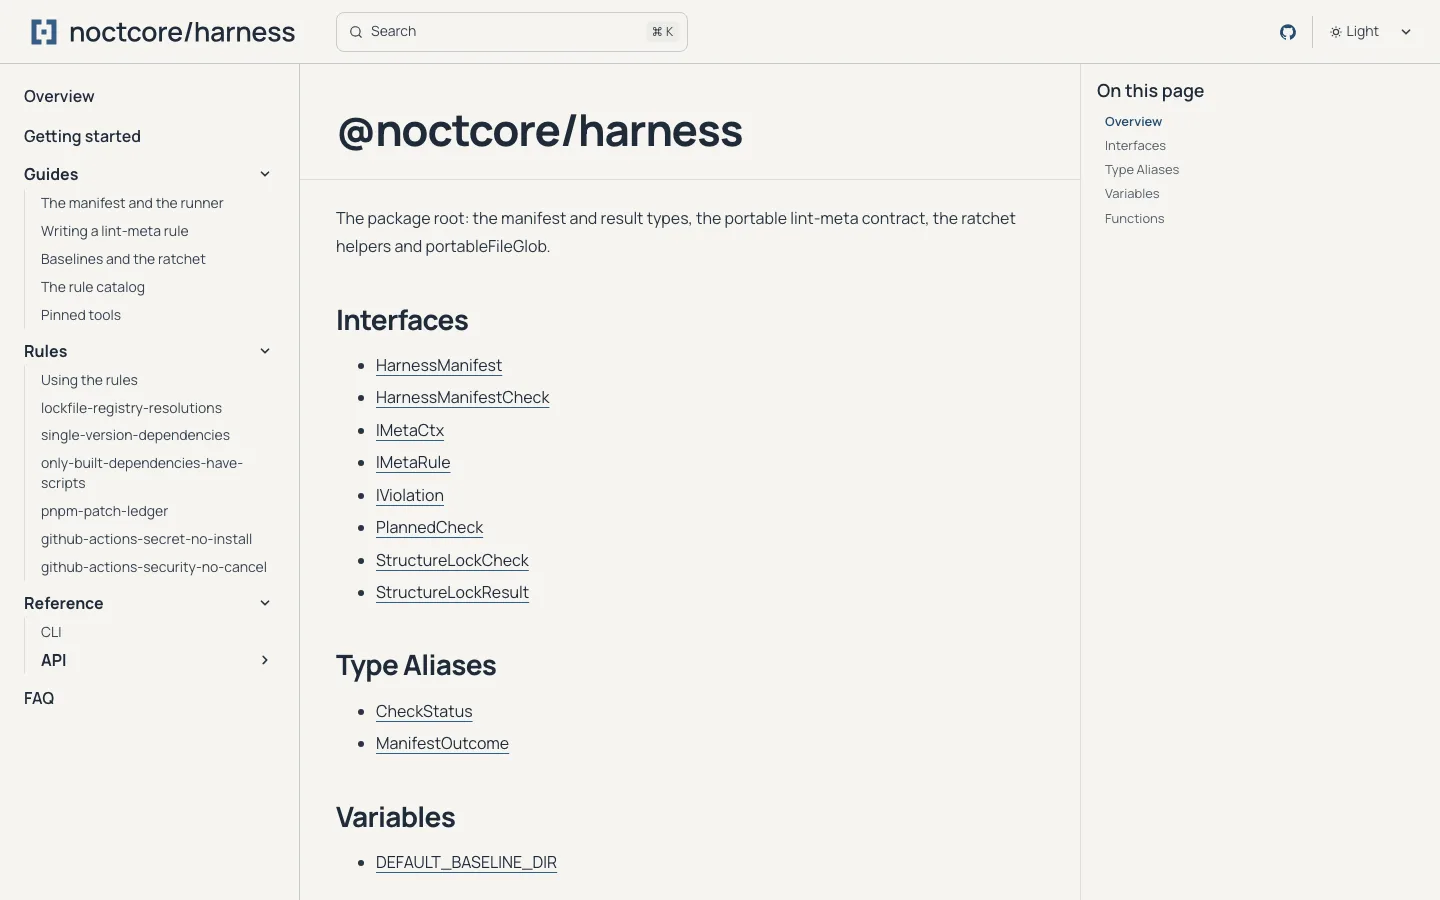 noctcore/harness
Search
⌘ K
Light
Overview
Getting started
Guides
The manifest and the runner
Writing a lint-meta rule
Baselines and the ratchet
The rule catalog
Pinned tools
Rules
Using the rules
lockfile-registry-resolutions
single-version-dependencies
only-built-dependencies-have-
scripts
pnpm-patch-ledger
github-actions-secret-no-install
github-actions-security-no-cancel
Reference
CLI
API
FAQ
@noctcore/harness
The package root: the manifest and result types, the portable lint-meta contract, the ratchet
helpers and portableFileGlob.
Interfaces
HarnessManifest
HarnessManifestCheck
IMetaCtx
IMetaRule
IViolation
PlannedCheck
StructureLockCheck
StructureLockResult
Type Aliases
CheckStatus
ManifestOutcome
Variables
DEFAULT_BASELINE_DIR
On this page
Overview
Interfaces
Type Aliases
Variables
Functions